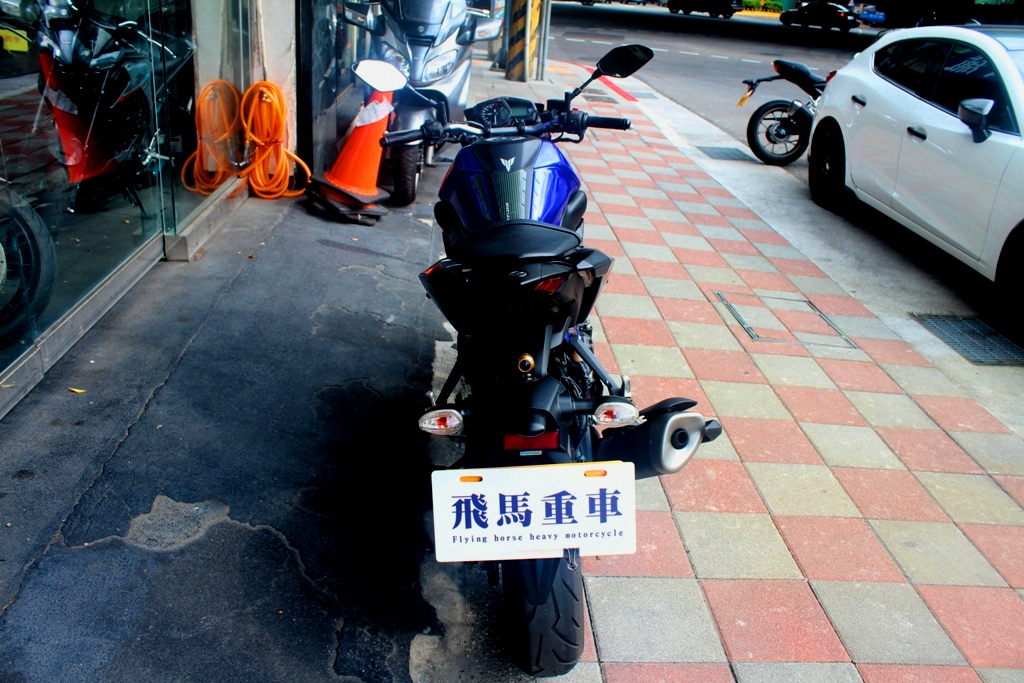 飛馬重車
Flying horse heavy motorcycle